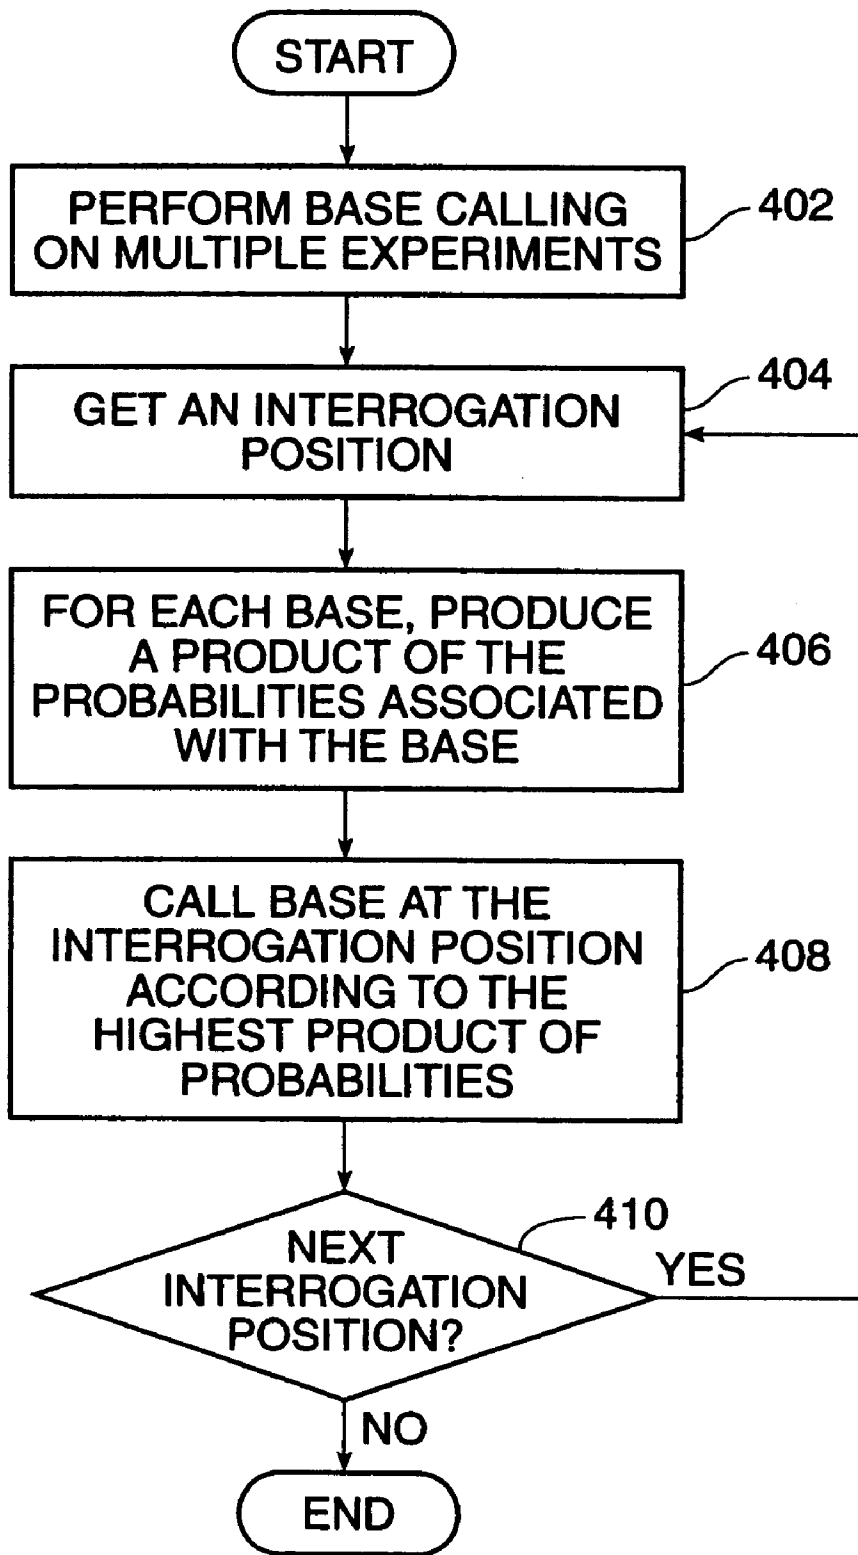 START
PERFORM BASE CALLING
ON MULTIPLE EXPERIMENTS
402
GET AN INTERROGATION
POSITION
404
FOR EACH BASE, PRODUCE
A PRODUCT OF THE
PROBABILITIES ASSOCIATED
WITH THE BASE
406
CALL BASE AT THE
INTERROGATION POSITION
ACCORDING TO THE
HIGHEST PRODUCT OF
PROBABILITIES
408
NEXT
INTERROGATION
POSITION?
410
YES
NO
END